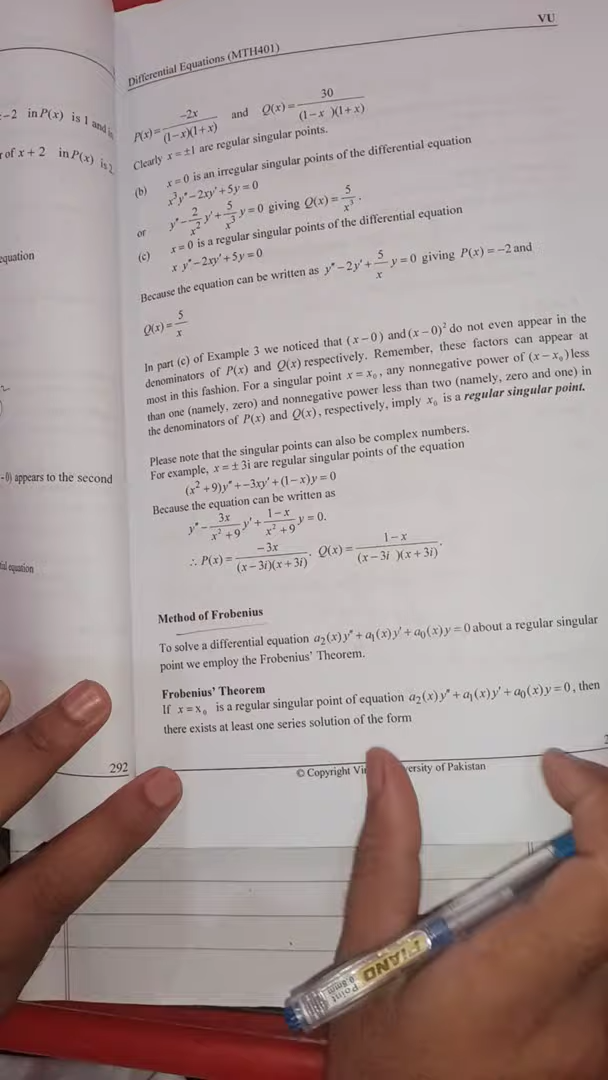 -2 in P(x) is 1 and
of x + 2 in P(x) is 2
equation
-0) appears to the second
equation
292
VU
Differential Equations (MTH401)
P(x)= -2x / (1-x)(1+x) and Q(x)= 30 / (1-x )(1+x)
Clearly x = ±1 are regular singular points.
(b) x = 0 is an irregular singular points of the differential equation
x³y″ - 2xy′ + 5y = 0
or y″ - 2/x² y′ + 5/x³ y = 0 giving Q(x) = 5/x³.
(c) x = 0 is a regular singular points of the differential equation
x y″ - 2xy′ + 5y = 0
Because the equation can be written as y″ - 2y′ + 5/x y = 0 giving P(x) = -2 and
Q(x) = 5/x
In part (c) of Example 3 we noticed that (x-0) and (x-0)² do not even appear in the
denominators of P(x) and Q(x) respectively. Remember, these factors can appear at
most in this fashion. For a singular point x = x₀, any nonnegative power of (x-x₀) less
than one (namely, zero) and nonnegative power less than two (namely, zero and one) in
the denominators of P(x) and Q(x), respectively, imply x₀ is a regular singular point.
Please note that the singular points can also be complex numbers.
For example, x = ± 3i are regular singular points of the equation
(x² + 9)y″ + -3xy′ + (1-x)y = 0
Because the equation can be written as
y″ - 3x/x² + 9 y′ + 1-x/x² + 9 y = 0.
∴ P(x) = -3x / (x-3i)(x+3i). Q(x) = 1-x / (x-3i )(x+3i).
Method of Frobenius
To solve a differential equation a₂(x)y″ + a₁(x)y′ + a₀(x)y = 0 about a regular singular
point we employ the Frobenius' Theorem.
Frobenius' Theorem
If x = x₀ is a regular singular point of equation a₂(x)y″ + a₁(x)y′ + a₀(x)y = 0, then
there exists at least one series solution of the form
© Copyright Vi ersity of Pakistan
PIANO
Point
0.8mm